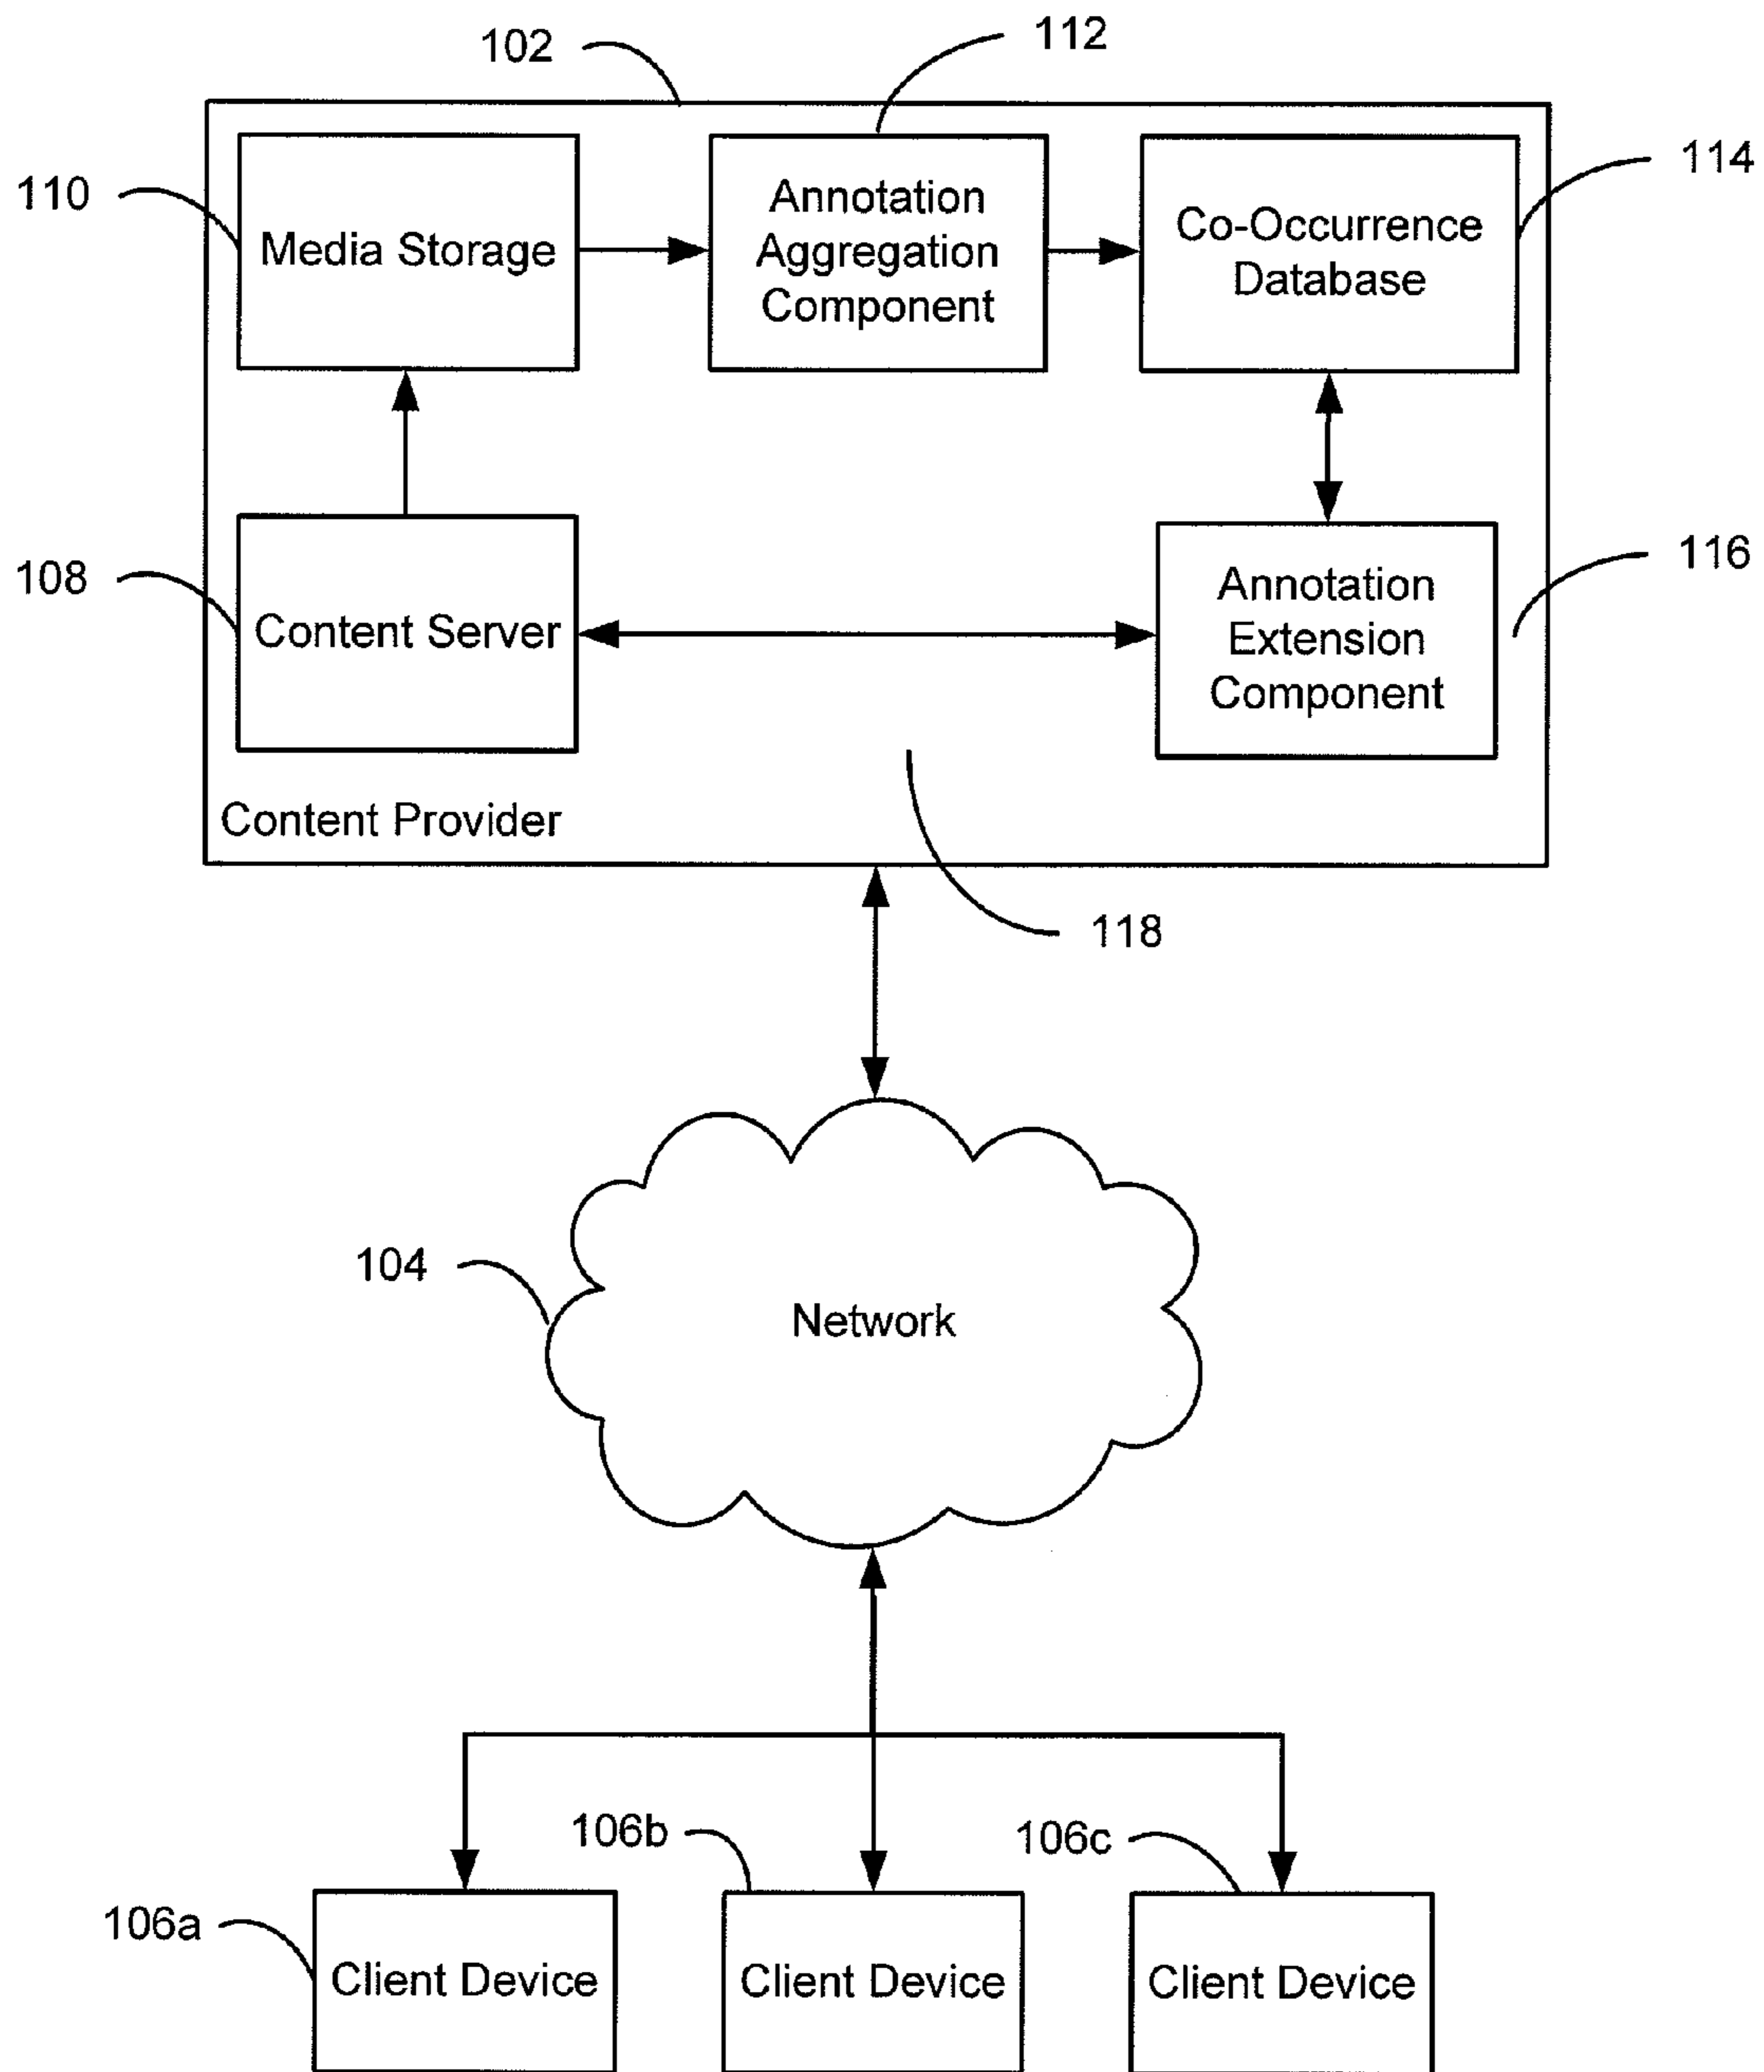 102
112
110
114
Media Storage
Annotation
Aggregation
Component
Co-Occurrence
Database
108
116
Content Server
Annotation
Extension
Component
Content Provider
118
104
Network
106b
106c
106a
Client Device
Client Device
Client Device